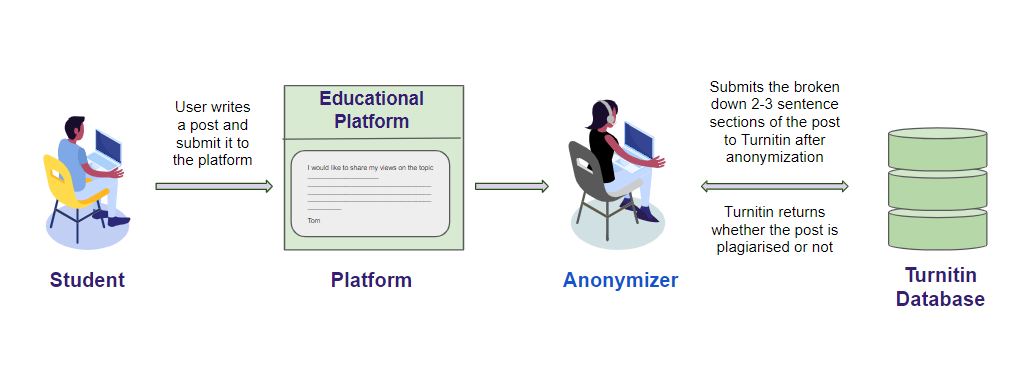 User writes
a post and
submit it to
the platform
Educational
Platform
I would like to share my views on the topic
Tom
Submits the broken
down 2-3 sentence
sections of the post
to Turnitin after
anonymization
Turnitin returns
whether the post is
plagiarised or not
Student
Platform
Anonymizer
Turnitin
Database